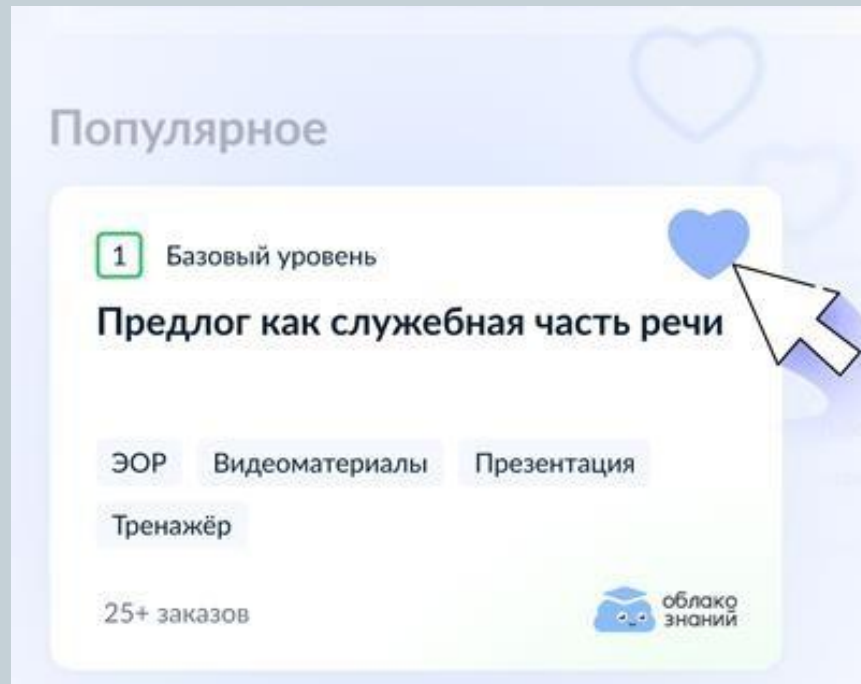 Популярное
1 Базовый уровень
Предлог как служебная часть речи
ЭОР Видеоматериалы Презентация
Тренажёр
25+ заказов
облако
знаний